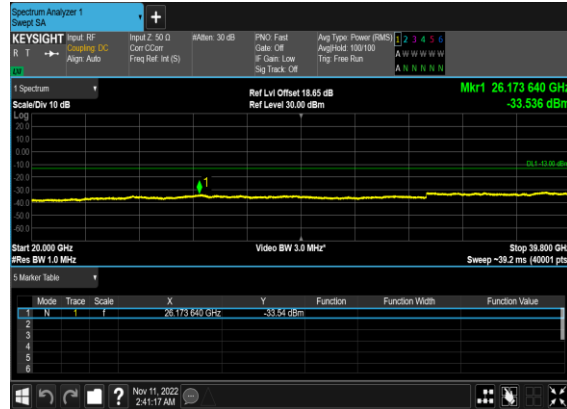 Spectrum Analyzer 1
Swept SA
+
KEYSIGHT Input: RF Input Z: 50 Ω #Atten: 30 dB PNO: Fast Avg Type: Power (RMS) 1 2 3 4 5 6
R T Coupling: DC Corr CCorr Gate: Off Avg|Hold: 100/100 A W W W W W
Align: Auto Freq Ref: Int (S) IF Gain: Low Trig: Free Run
Sig Track: Off A N N N N N
1 Spectrum Ref Lvl Offset 18.65 dB Mkr1 26.173 640 GHz
Scale/Div 10 dB Ref Level 30.00 dBm -33.536 dBm
Log
20.0
10.0
0.00
-10.0
DL1 -13.00 dBm
-20.0
1
-30.0
-40.0
-50.0
-60.0
Start 20.000 GHz Video BW 3.0 MHz* Stop 39.800 GHz
#Res BW 1.0 MHz Sweep ~39.2 ms (40001 pts)
5 Marker Table
Mode Trace Scale X Y Function Function Width Function Value
1 N 1 f 26.173 640 GHz -33.54 dBm
2
3
4
5
6
? Nov 11, 2022
2:41:17 AM